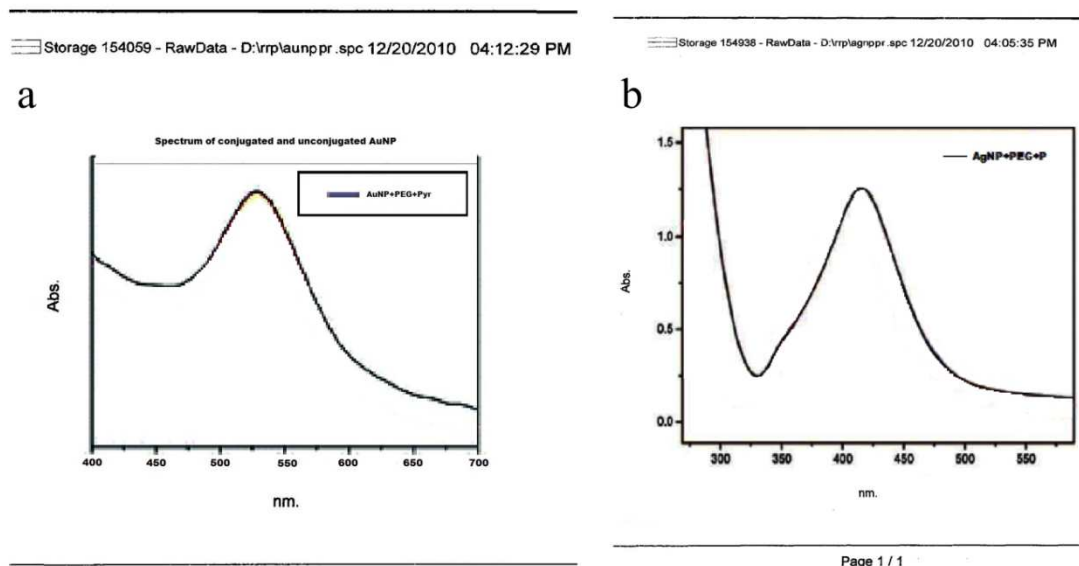 Storage 154059 - RawData - D:\rrp\aunppr .spc 12/20/2010 04:12:29 PM
a
Spectrum of conjugated and unconjugated AuNP
AuNP+PEG+Pyr
Abs.
400 450 500 550 600 650 700
nm.
Storage 154938 - RawData - D:\rrp\agnppr .spc 12/20/2010 04:05:35 PM
b
AgNP+PEG+P
1.5
1.0
0.5
0.0
Abs.
300 350 400 450 500 550
nm.
Page 1 / 1